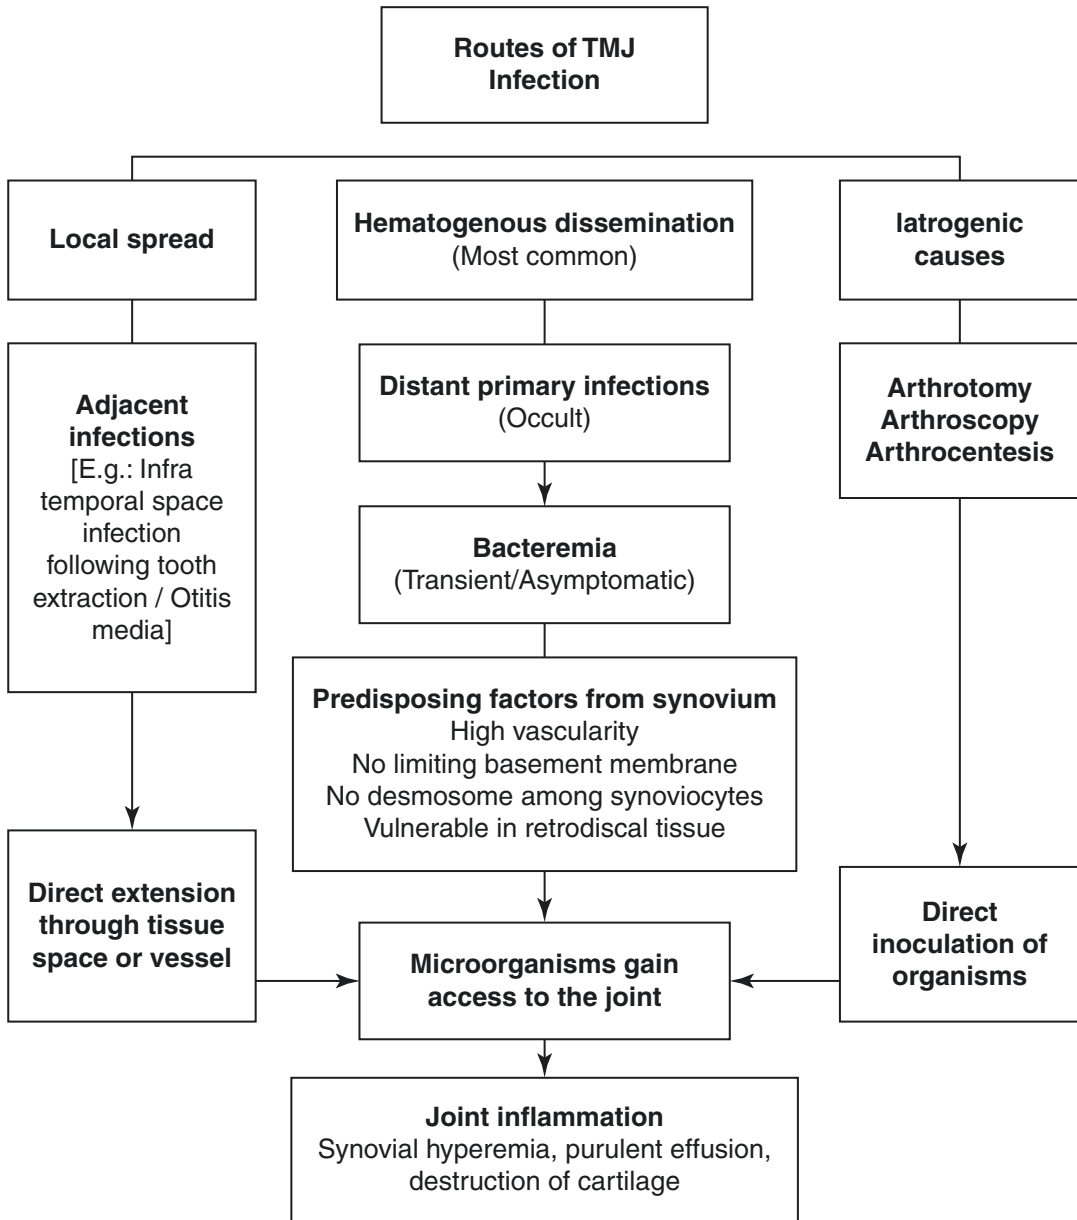 Routes of TMJ
Infection
Local spread
Hematogenous dissemination
(Most common)
Iatrogenic
causes
Adjacent
infections
[E.g.: Infra
temporal space
infection
following tooth
extraction / Otitis
media]
Distant primary infections
(Occult)
Arthrotomy
Arthroscopy
Arthrocentesis
Bacteremia
(Transient/Asymptomatic)
Predisposing factors from synovium
High vascularity
No limiting basement membrane
No desmosome among synoviocytes
Vulnerable in retrodiscal tissue
Direct extension
through tissue
space or vessel
Microorganisms gain
access to the joint
Direct
inoculation of
organisms
Joint inflammation
Synovial hyperemia, purulent effusion,
destruction of cartilage